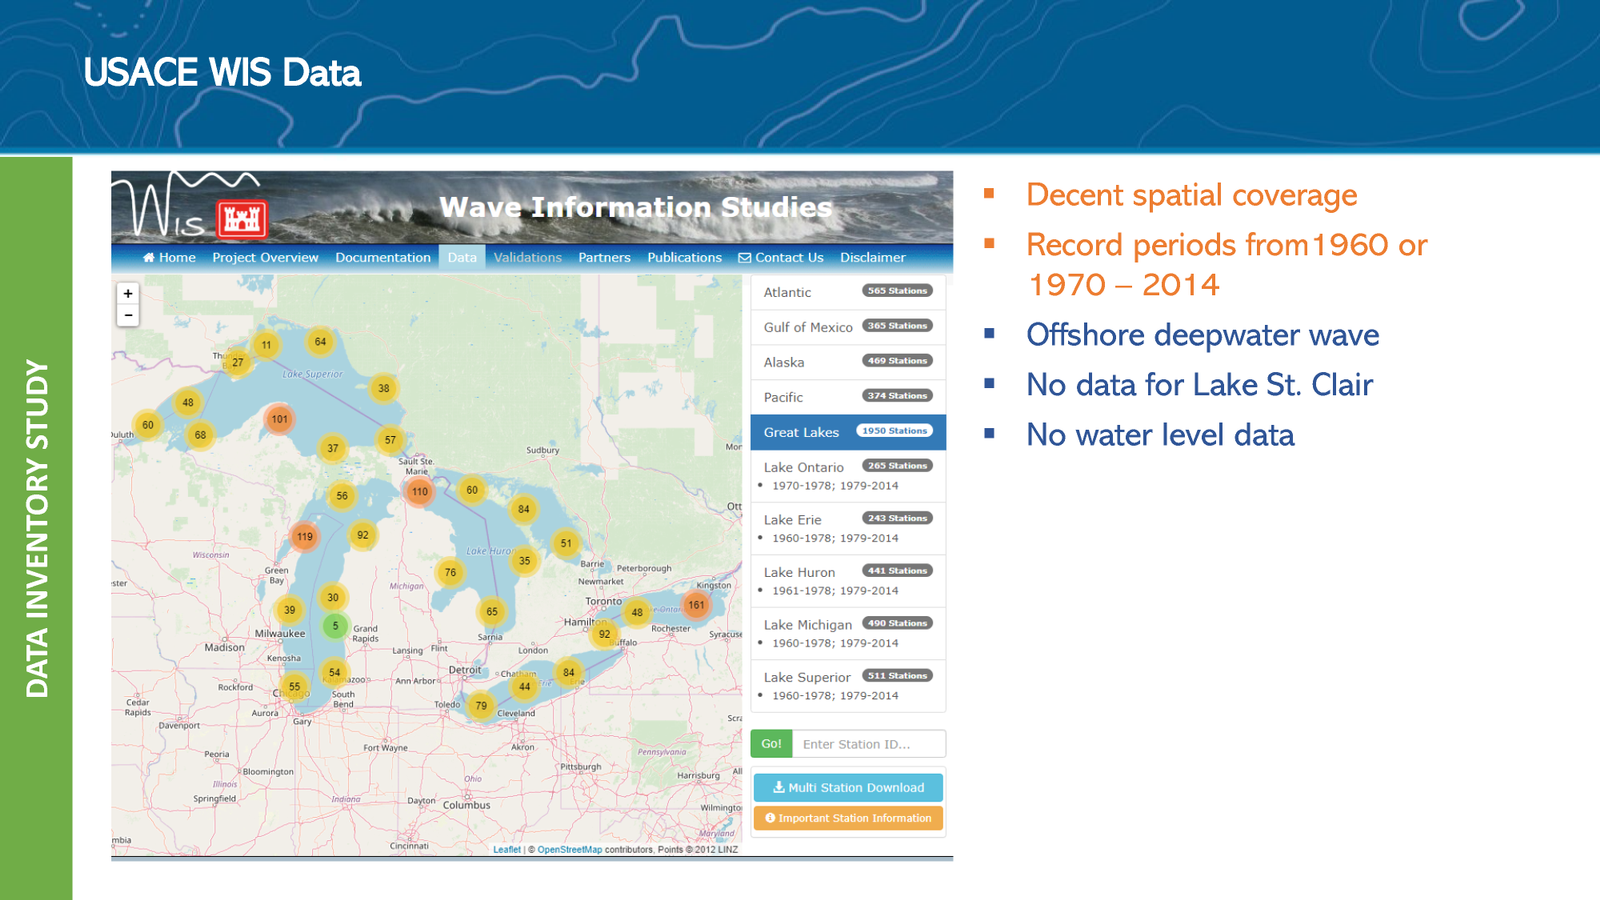 USACE WIS Data
DATA INVENTORY STUDY
WIS
Wave Information Studies
Home Project Overview Documentation Data Validations Partners Publications Contact Us Disclaimer
+
−
11
64
27
Lake Superior
38
48
101
60
68
57
37
Duluth
Sault Ste.
Marie
Sudbury
56
110
60
84
119
92
51
Lake Huron
35
Wisconsin
Green
Bay
76
Michigan
Barrie
Peterborough
Newmarket
Kingston
30
39
65
Toronto
48
161
5
Milwaukee
Grand
Rapids
Hamilton
92
Rochester
Syracuse
Sarnia
Buffalo
Madison
Lansing
Flint
London
Kenosha
54
Detroit
Chatham
84
Rockford
55
Ann Arbor
44
Cedar
Rapids
Aurora
South
Bend
Toledo
79
Cleveland
Gary
Davenport
Fort Wayne
Akron
Pennsylvania
Peoria
Bloomington
Pittsburgh
Harrisburg
Illinois
Ohio
Springfield
Indiana
Dayton
Columbus
Cincinnati
Maryland
Leaflet | © OpenStreetMap contributors, Points © 2012 LINZ
Atlantic 565 Stations
Gulf of Mexico 365 Stations
Alaska 469 Stations
Pacific 374 Stations
Great Lakes 1950 Stations
Lake Ontario 265 Stations
• 1970-1978; 1979-2014
Lake Erie 243 Stations
• 1960-1978; 1979-2014
Lake Huron 441 Stations
• 1961-1978; 1979-2014
Lake Michigan 490 Stations
• 1960-1978; 1979-2014
Lake Superior 511 Stations
• 1960-1978; 1979-2014
Go! Enter Station ID...
Multi Station Download
Important Station Information
▪ Decent spatial coverage
▪ Record periods from1960 or
1970 – 2014
▪ Offshore deepwater wave
▪ No data for Lake St. Clair
▪ No water level data